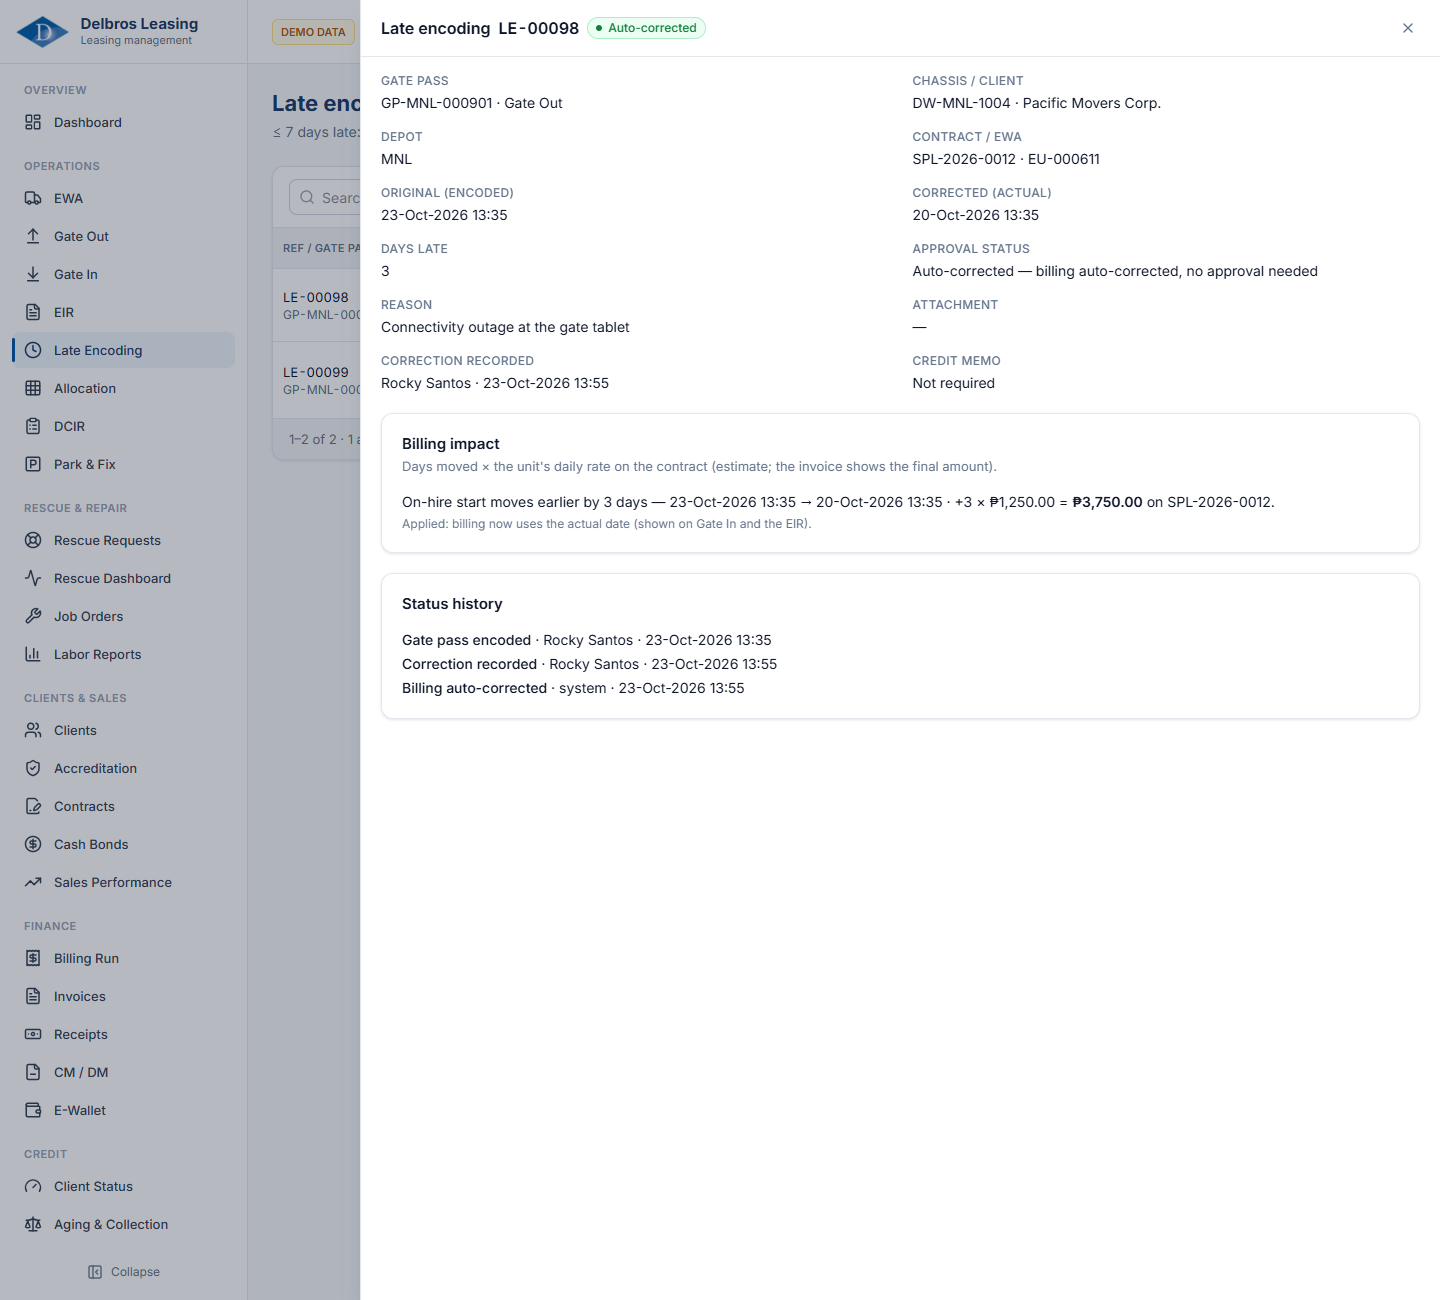 Delbros Leasing
Leasing management
OVERVIEW
Dashboard
OPERATIONS
EWA
Gate Out
Gate In
EIR
Late Encoding
Allocation
DCIR
Park & Fix
RESCUE & REPAIR
Rescue Requests
Rescue Dashboard
Job Orders
Labor Reports
CLIENTS & SALES
Clients
Accreditation
Contracts
Cash Bonds
Sales Performance
FINANCE
Billing Run
Invoices
Receipts
CM / DM
E-Wallet
CREDIT
Client Status
Aging & Collection
Collapse
DEMO DATA
Late enc
≤ 7 days late:
Searc
REF / GATE PA
LE-00098
GP-MNL-000
LE-00099
GP-MNL-000
1–2 of 2 · 1 a
Late encoding LE-00098 Auto-corrected
GATE PASS
GP-MNL-000901 · Gate Out
CHASSIS / CLIENT
DW-MNL-1004 · Pacific Movers Corp.
DEPOT
MNL
CONTRACT / EWA
SPL-2026-0012 · EU-000611
ORIGINAL (ENCODED)
23-Oct-2026 13:35
CORRECTED (ACTUAL)
20-Oct-2026 13:35
DAYS LATE
3
APPROVAL STATUS
Auto-corrected — billing auto-corrected, no approval needed
REASON
Connectivity outage at the gate tablet
ATTACHMENT
—
CORRECTION RECORDED
Rocky Santos · 23-Oct-2026 13:55
CREDIT MEMO
Not required
Billing impact
Days moved × the unit's daily rate on the contract (estimate; the invoice shows the final amount).
On-hire start moves earlier by 3 days — 23-Oct-2026 13:35 → 20-Oct-2026 13:35 · +3 × ₱1,250.00 = ₱3,750.00 on SPL-2026-0012.
Applied: billing now uses the actual date (shown on Gate In and the EIR).
Status history
Gate pass encoded · Rocky Santos · 23-Oct-2026 13:35
Correction recorded · Rocky Santos · 23-Oct-2026 13:55
Billing auto-corrected · system · 23-Oct-2026 13:55